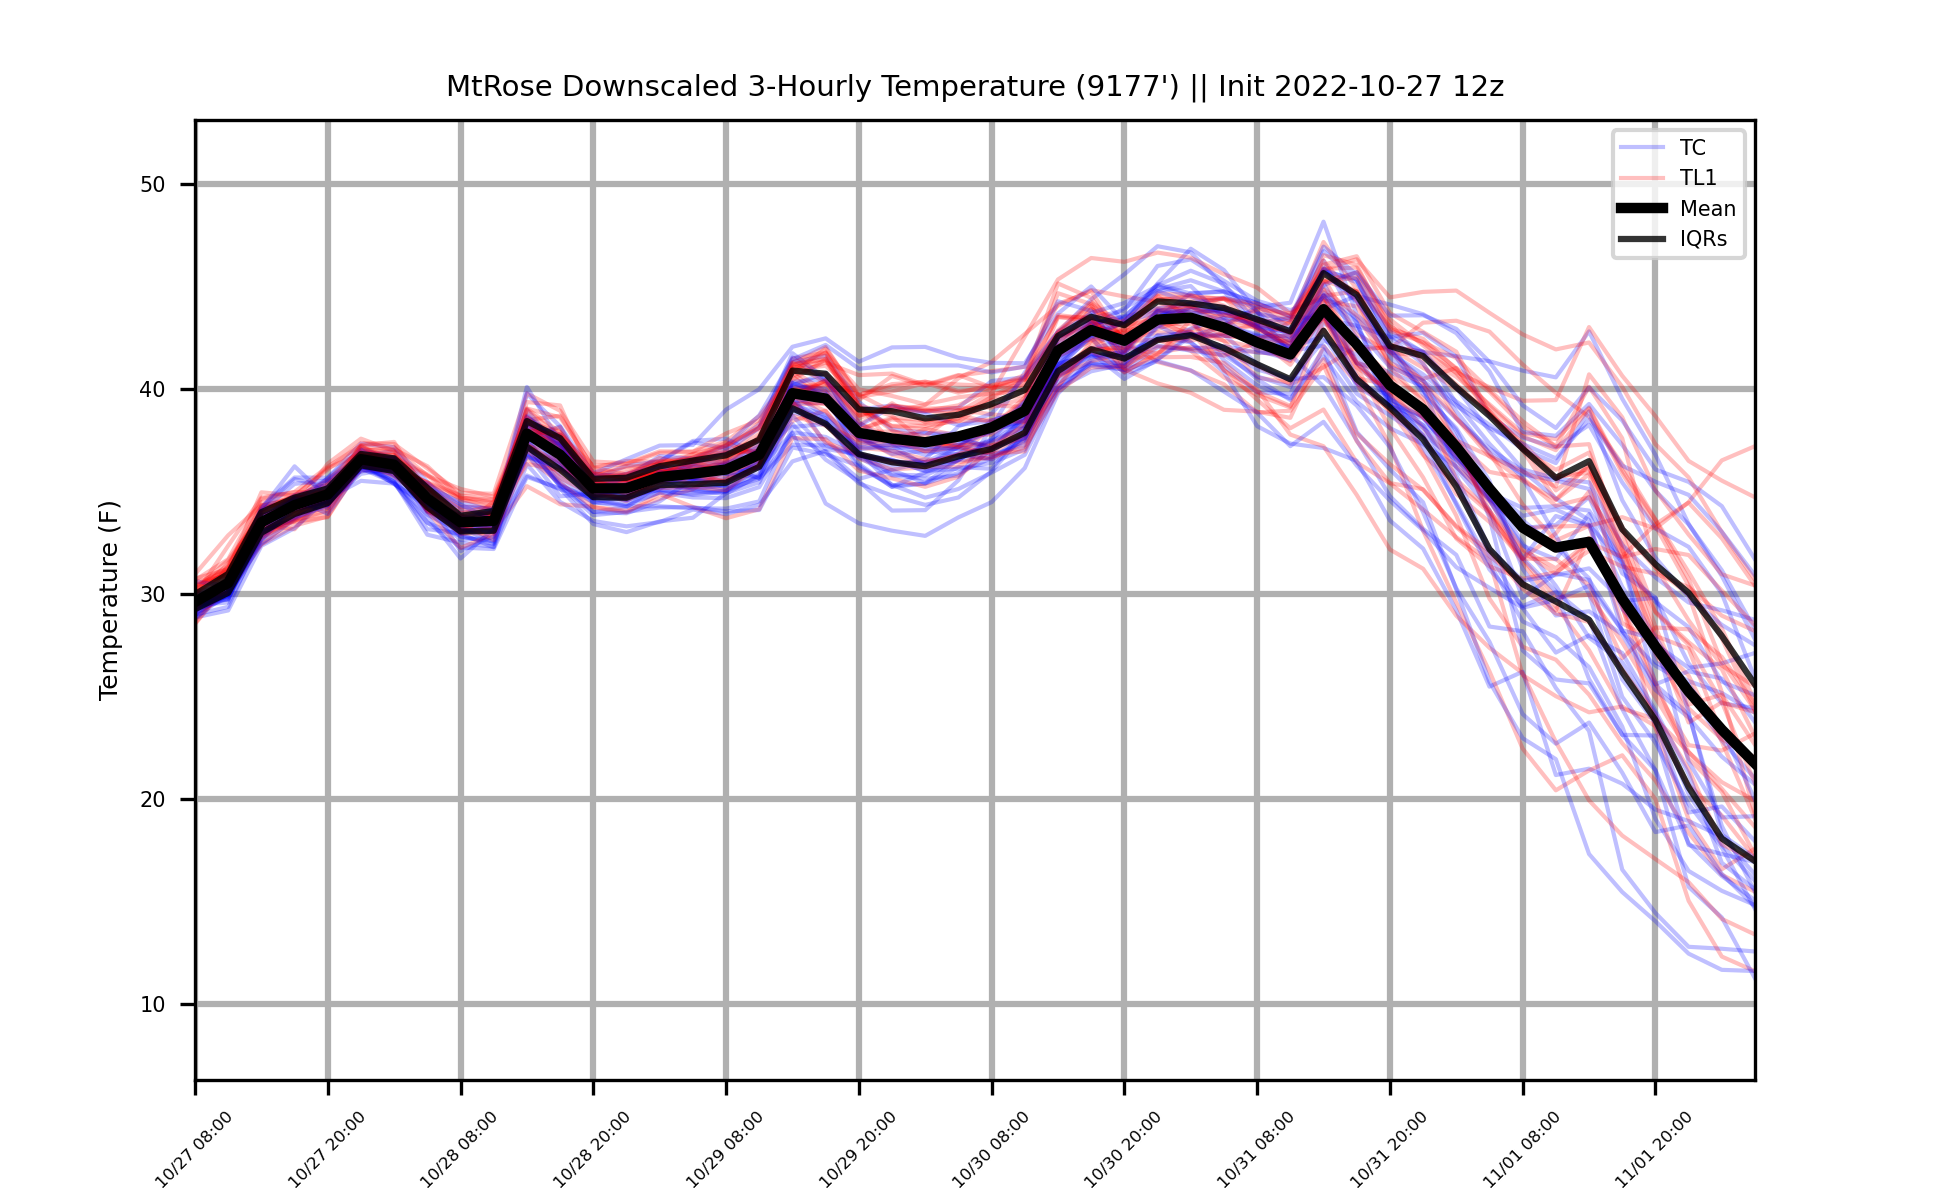 MtRose Downscaled 3-Hourly Temperature (9177') || Init 2022-10-27 12z
TC
TL1
Mean
IQRs
Temperature (F)
50
40
30
20
10
10/27 08:00
10/27 20:00
10/28 08:00
10/28 20:00
10/29 08:00
10/29 20:00
10/30 08:00
10/30 20:00
10/31 08:00
10/31 20:00
11/01 08:00
11/01 20:00